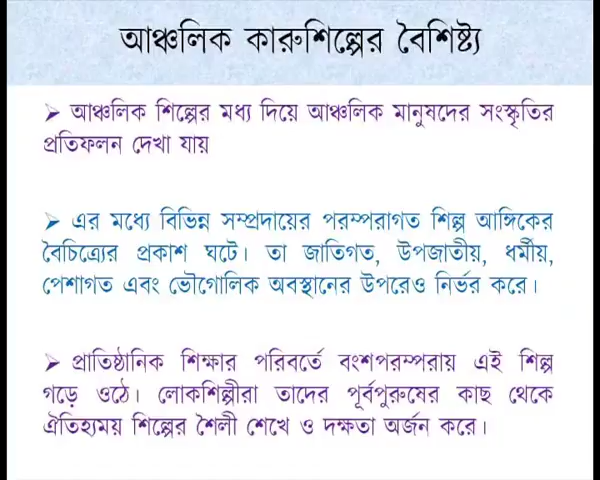 আঞ্চলিক কারুশিল্পের বৈশিষ্ট্য
➢ আঞ্চলিক শিল্পের মধ্য দিয়ে আঞ্চলিক মানুষদের সংস্কৃতির
প্রতিফলন দেখা যায়
➢ এর মধ্যে বিভিন্ন সম্প্রদায়ের পরম্পরাগত শিল্প আঙ্গিকের
বৈচিত্র্যের প্রকাশ ঘটে। তা জাতিগত, উপজাতীয়, ধর্মীয়,
পেশাগত এবং ভৌগোলিক অবস্থানের উপরেও নির্ভর করে।
➢ প্রাতিষ্ঠানিক শিক্ষার পরিবর্তে বংশপরম্পরায় এই শিল্প
গড়ে ওঠে। লোকশিল্পীরা তাদের পূর্বপুরুষের কাছ থেকে
ঐতিহ্যময় শিল্পের শৈলী শেখে ও দক্ষতা অর্জন করে।